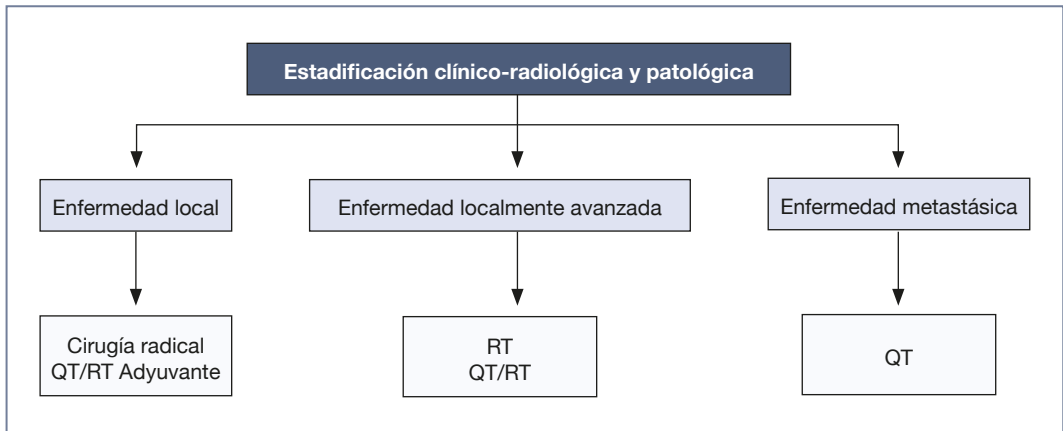 Estadificación clínico-radiológica y patológica
Enfermedad local
Enfermedad localmente avanzada
Enfermedad metastásica
Cirugía radical
QT/RT Adyuvante
RT
QT/RT
QT